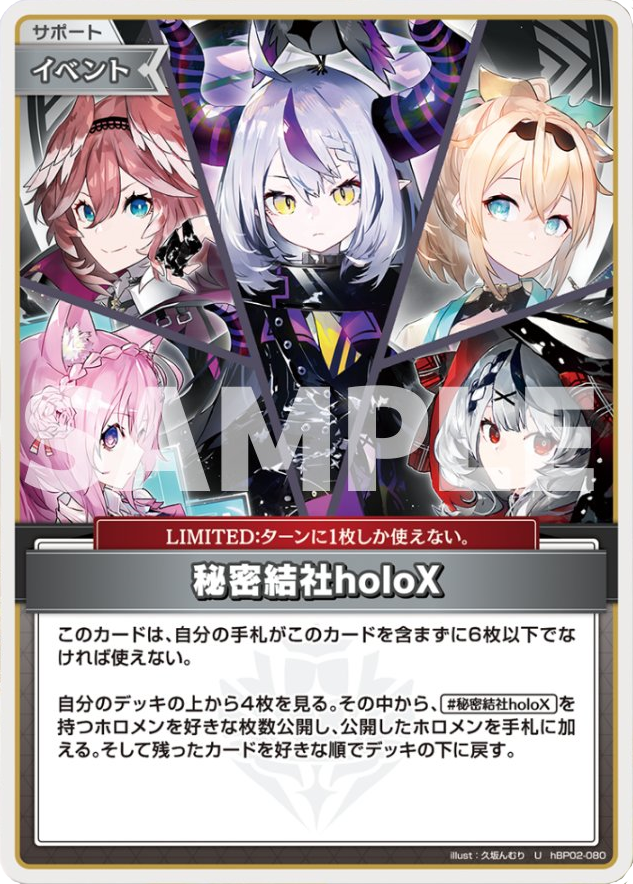 サポート
イベント
SAMPLE
LIMITED:ターンに1枚しか使えない。
秘密結社holoX
このカードは、自分の手札がこのカードを含まずに6枚以下でな
ければ使えない。
自分のデッキの上から4枚を見る。その中から、#秘密結社holoXを
持つホロメンを好きな枚数公開し、公開したホロメンを手札に加
える。そして残ったカードを好きな順でデッキの下に戻す。
illust：久坂んむり U hBP02-080